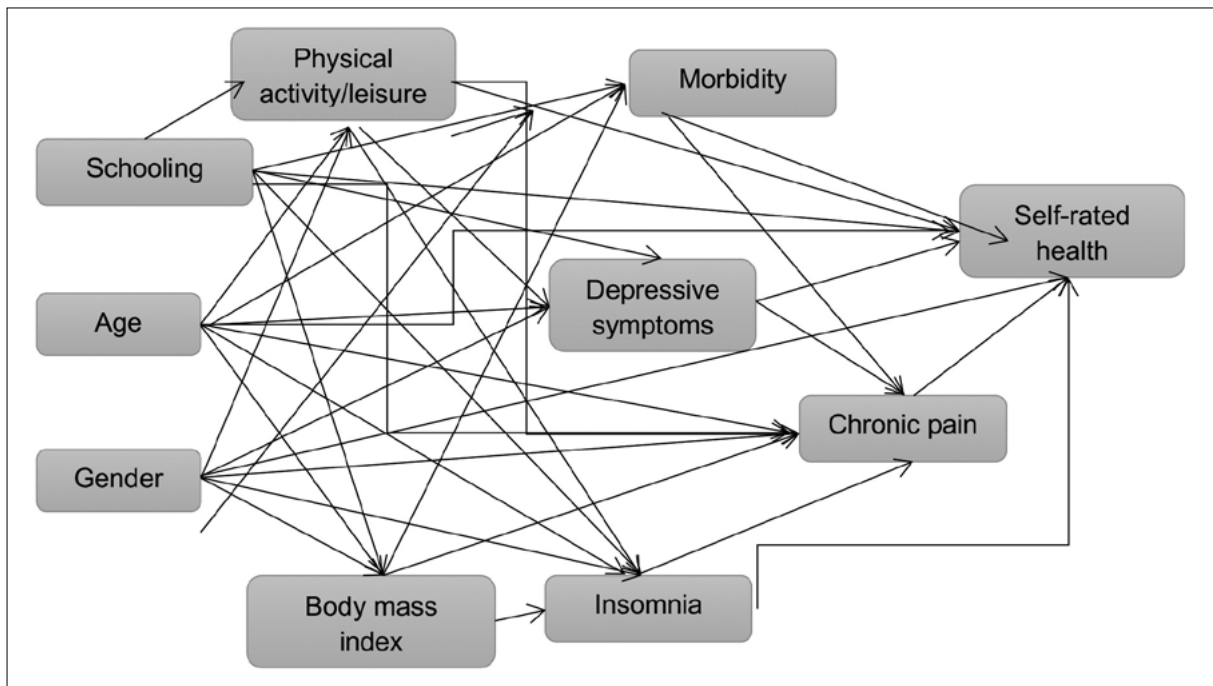 Physical
activity/leisure
Morbidity
Schooling
Self-rated
health
Age
Depressive
symptoms
Chronic pain
Gender
Body mass
index
Insomnia